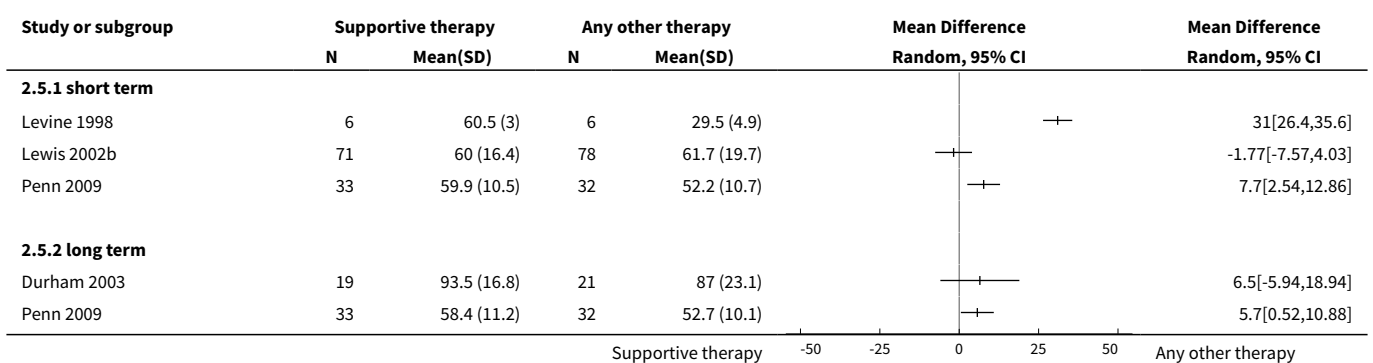 Study or subgroup Supportive therapy Any other therapy Mean Difference Mean Difference
N Mean(SD) N Mean(SD) Random, 95% CI Random, 95% CI
2.5.1 short term
Levine 1998 6 60.5 (3) 6 29.5 (4.9) 31[26.4,35.6]
Lewis 2002b 71 60 (16.4) 78 61.7 (19.7) -1.77[-7.57,4.03]
Penn 2009 33 59.9 (10.5) 32 52.2 (10.7) 7.7[2.54,12.86]
2.5.2 long term
Durham 2003 19 93.5 (16.8) 21 87 (23.1) 6.5[-5.94,18.94]
Penn 2009 33 58.4 (11.2) 32 52.7 (10.1) 5.7[0.52,10.88]
Supportive therapy -50 -25 0 25 50 Any other therapy